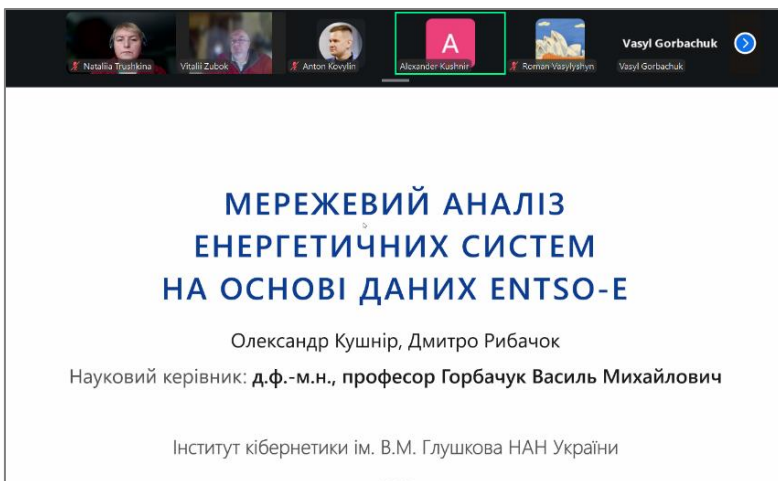 Nataliia Trushkina
Vitalii Zubok
Anton Kovylin
A
Alexander Kushnir
Roman Vasylyshyn
Vasyl Gorbachuk
Vasyl Gorbachuk
МЕРЕЖЕВИЙ АНАЛІЗ
ЕНЕРГЕТИЧНИХ СИСТЕМ
НА ОСНОВІ ДАНИХ ENTSO-E
Олександр Кушнір, Дмитро Рибачок
Науковий керівник: д.ф.-м.н., професор Горбачук Василь Михайлович
Інститут кібернетики ім. В.М. Глушкова НАН України